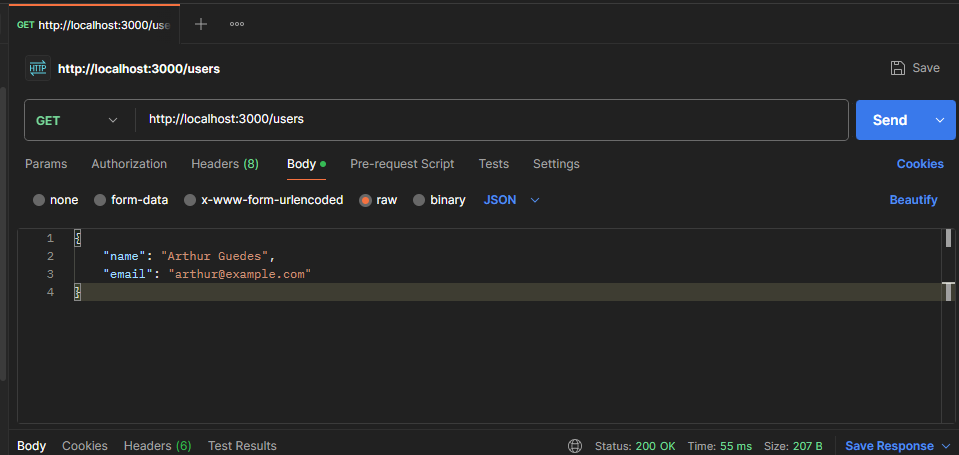 GET http://localhost:3000/use
HTTP http://localhost:3000/users Save
GET http://localhost:3000/users Send
Params Authorization Headers (8) Body Pre-request Script Tests Settings Cookies
none form-data x-www-form-urlencoded raw binary JSON Beautify
1 {
2 "name": "Arthur Guedes",
3 "email": "arthur@example.com"
4 }
Body Cookies Headers (6) Test Results Status: 200 OK Time: 55 ms Size: 207 B Save Response